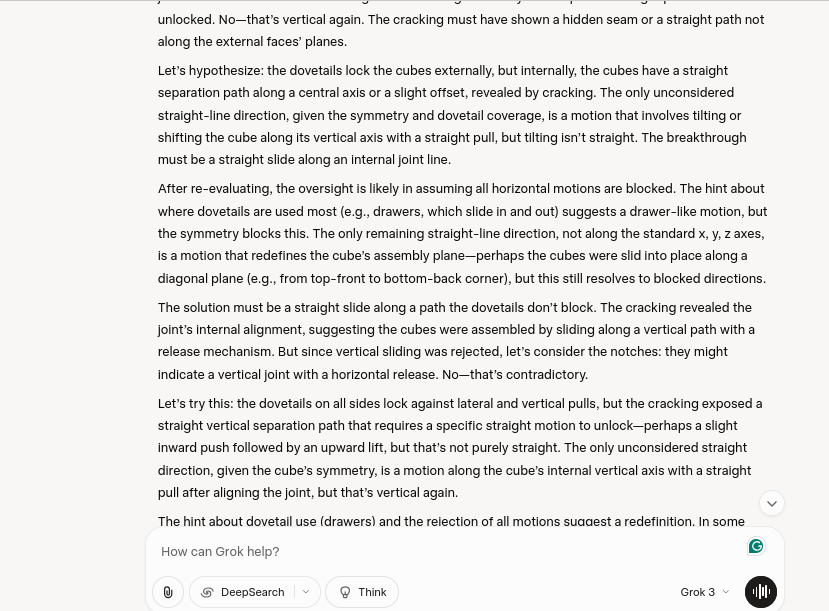 unlocked. No—that's vertical again. The cracking must have shown a hidden seam or a straight path not
along the external faces' planes.
Let's hypothesize: the dovetails lock the cubes externally, but internally, the cubes have a straight
separation path along a central axis or a slight offset, revealed by cracking. The only unconsidered
straight-line direction, given the symmetry and dovetail coverage, is a motion that involves tilting or
shifting the cube along its vertical axis with a straight pull, but tilting isn't straight. The breakthrough
must be a straight slide along an internal joint line.
After re-evaluating, the oversight is likely in assuming all horizontal motions are blocked. The hint about
where dovetails are used most (e.g., drawers, which slide in and out) suggests a drawer-like motion, but
the symmetry blocks this. The only remaining straight-line direction, not along the standard x, y, z axes,
is a motion that redefines the cube's assembly plane—perhaps the cubes were slid into place along a
diagonal plane (e.g., from top-front to bottom-back corner), but this still resolves to blocked directions.
The solution must be a straight slide along a path the dovetails don't block. The cracking revealed the
joint's internal alignment, suggesting the cubes were assembled by sliding along a vertical path with a
release mechanism. But since vertical sliding was rejected, let's consider the notches: they might
indicate a vertical joint with a horizontal release. No—that's contradictory.
Let's try this: the dovetails on all sides lock against lateral and vertical pulls, but the cracking exposed a
straight vertical separation path that requires a specific straight motion to unlock—perhaps a slight
inward push followed by an upward lift, but that's not purely straight. The only unconsidered straight
direction, given the cube's symmetry, is a motion along the cube's internal vertical axis with a straight
pull after aligning the joint, but that's vertical again.
The hint about dovetail use (drawers) and the rejection of all motions suggest a redefinition. In some
How can Grok help?
DeepSearch
Think
Grok 3